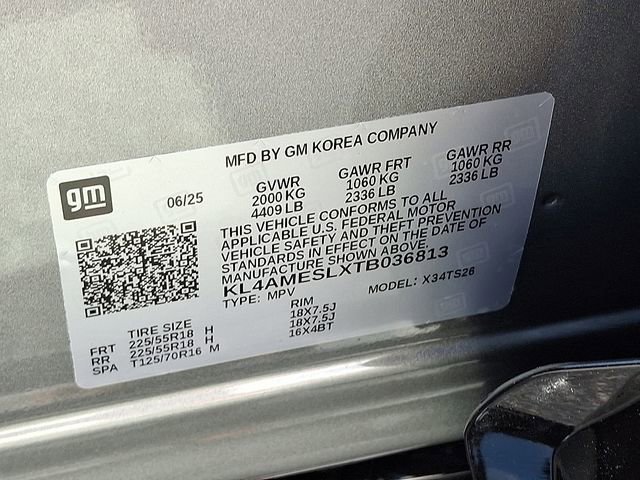 MFD BY GM KOREA COMPANY
gm
06/25
GVWR GAWR FRT GAWR RR
2000 KG 1060 KG 1060 KG
4409 LB 2336 LB 2336 LB
THIS VEHICLE CONFORMS TO ALL
APPLICABLE U.S. FEDERAL MOTOR
VEHICLE SAFETY AND THEFT PREVENTION
STANDARDS IN EFFECT ON THE DATE OF
MANUFACTURE SHOWN ABOVE.
KL4AMESLXTB036813
TYPE: MPV MODEL: X34TS26
TIRE SIZE RIM
FRT 225/55R18 H 18X7.5J
RR 225/55R18 H 18X7.5J
SPA T125/70R16 M 16X4BT